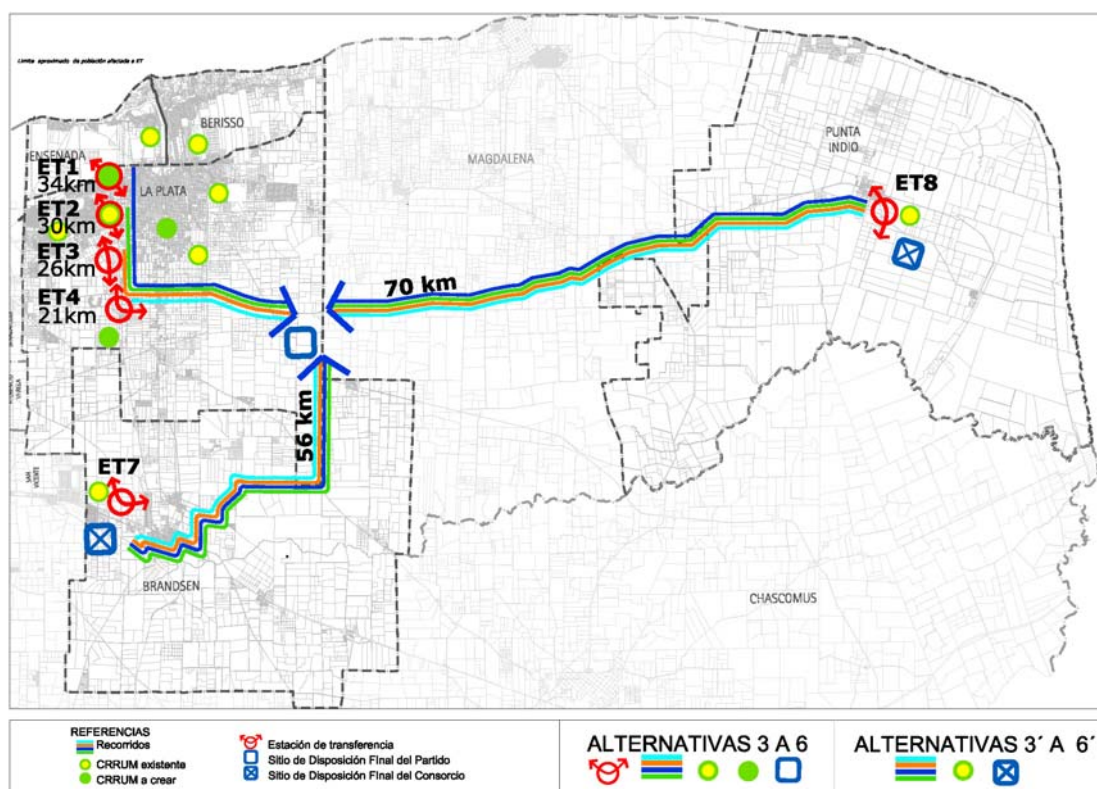 Límite aproximado de población afectada a ET
BERISSO
ENSENADA
ET1
34km
LA PLATA
ET2
30km
ET3
26km
ET4
21km
MAGDALENA
PUNTA
INDIO
ET8
70 km
56 km
SAN
VICENTE
ET7
BRANDSEN
CHASCOMUS
REFERENCIAS
Recorridos
CRRUM existente
CRRUM a crear
Estación de transferencia
Sitio de Disposición Final del Partido
Sitio de Disposición Final del Consorcio
ALTERNATIVAS 3 A 6
ALTERNATIVAS 3´ A 6´